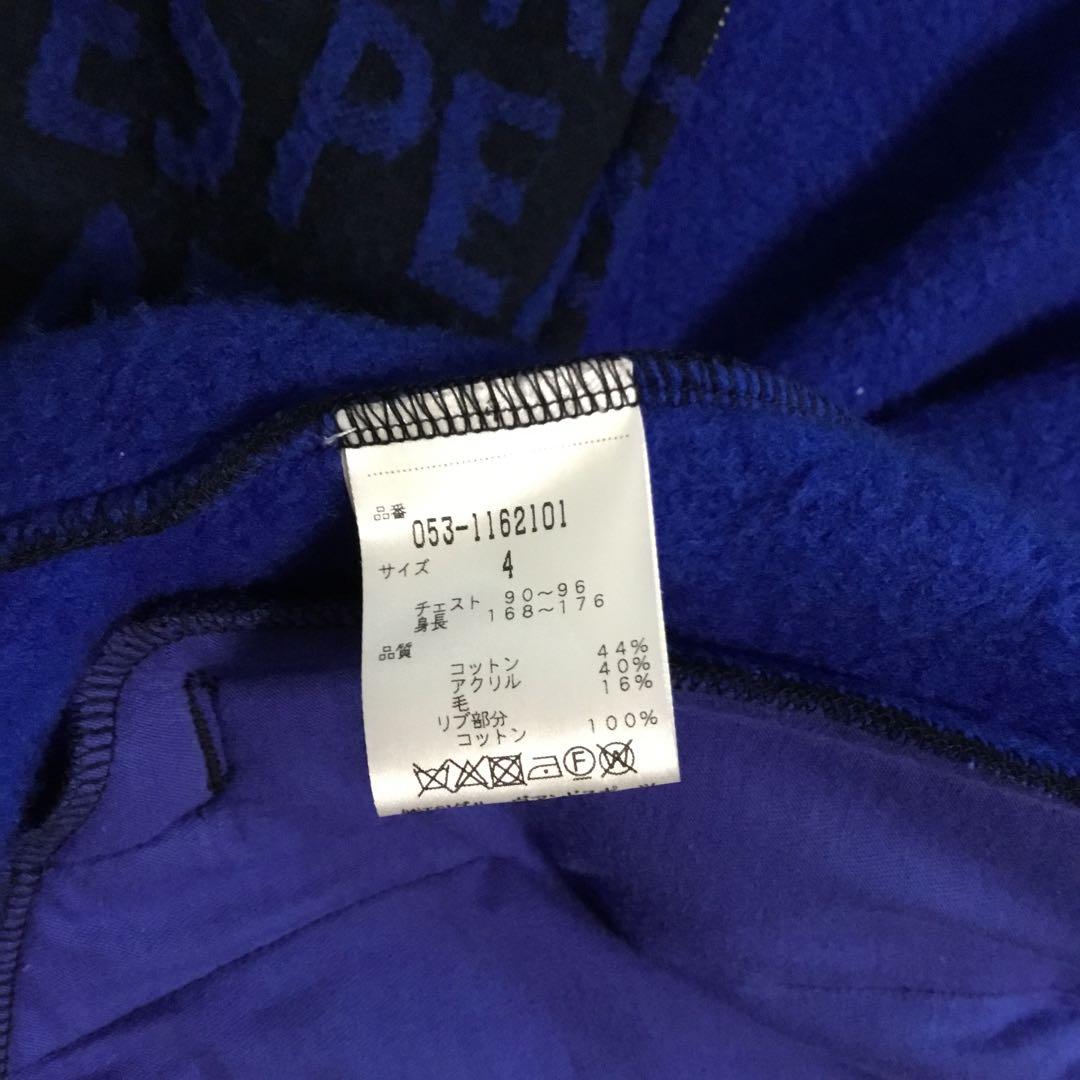 ESPE
品番
053-1162101
サイズ 4
チェスト 90～96
身長 168～176
品質
コットン 44%
アクリル 40%
毛 16%
リブ部分
コットン 100%